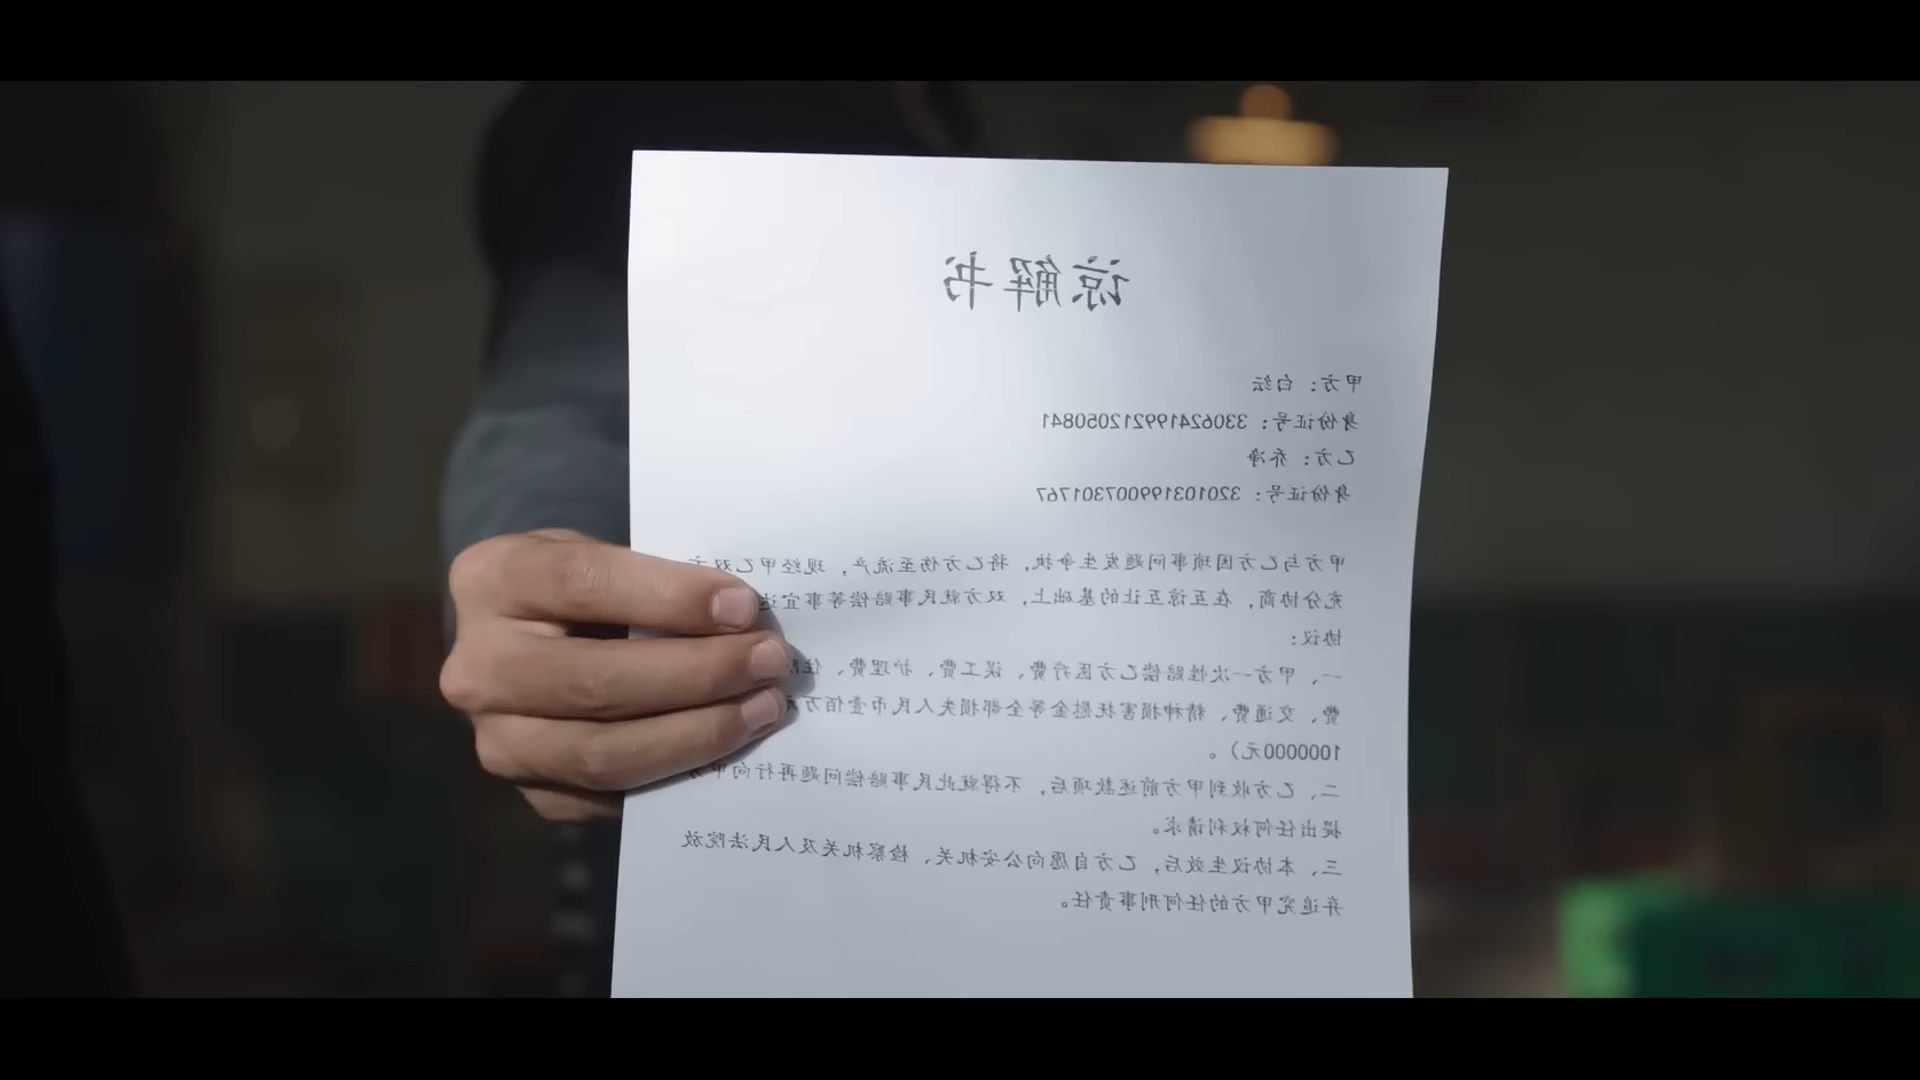 谅解书
甲方：白纭
身份证号：330624199212050841
乙方：乔净
身份证号：320103199007301767
甲方与乙方因琐事问题发生争执，将乙方伤至流产，现经甲乙双方
充分协商，在互谅互让的基础上，双方就民事赔偿等事宜达
协议：
一、甲方一次性赔偿乙方医疗费、误工费、护理费、住
费、交通费、精神损害抚慰金等全部损失人民币壹佰万
1000000元）。
二、乙方收到甲方前述款项后，不得就此民事赔偿问题再行向甲方
提出任何权利请求。
三、本协议生效后，乙方自愿向公安机关、检察机关及人民法院放
弃追究甲方的任何刑事责任。